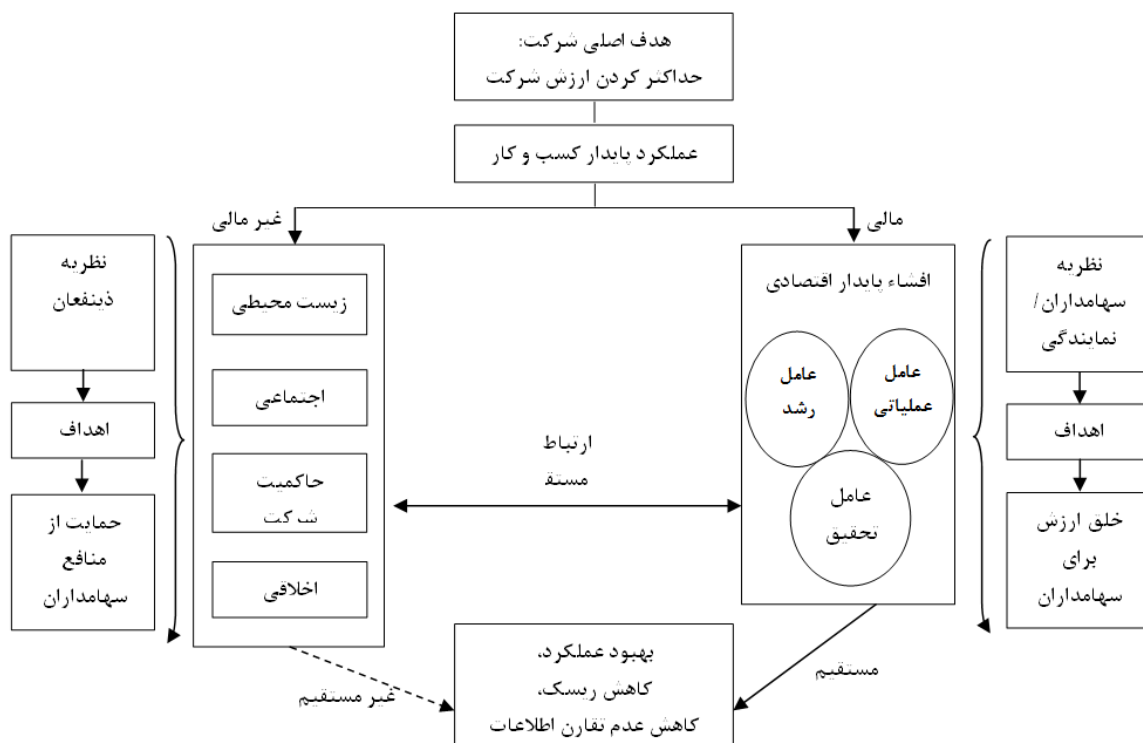 هدف اصلی شرکت:
حداکثر کردن ارزش شرکت
عملکرد پایدار کسب و کار
مالی
غیر مالی
نظریه
سهامداران/
نمایندگی
اهداف
خلق ارزش
برای
سهامداران
افشاء پایدار اقتصادی
عامل
عملیاتی
عامل
رشد
عامل
تحقیق
ارتباط
مستق
زیست محیطی
اجتماعی
حاکمیت
شرکت
اخلاقی
نظریه
ذینفعان
اهداف
حمایت از
منافع
سهامداران
مستقیم
غیر مستقیم
بهبود عملکرد،
کاهش ریسک،
کاهش عدم تقارن اطلاعات